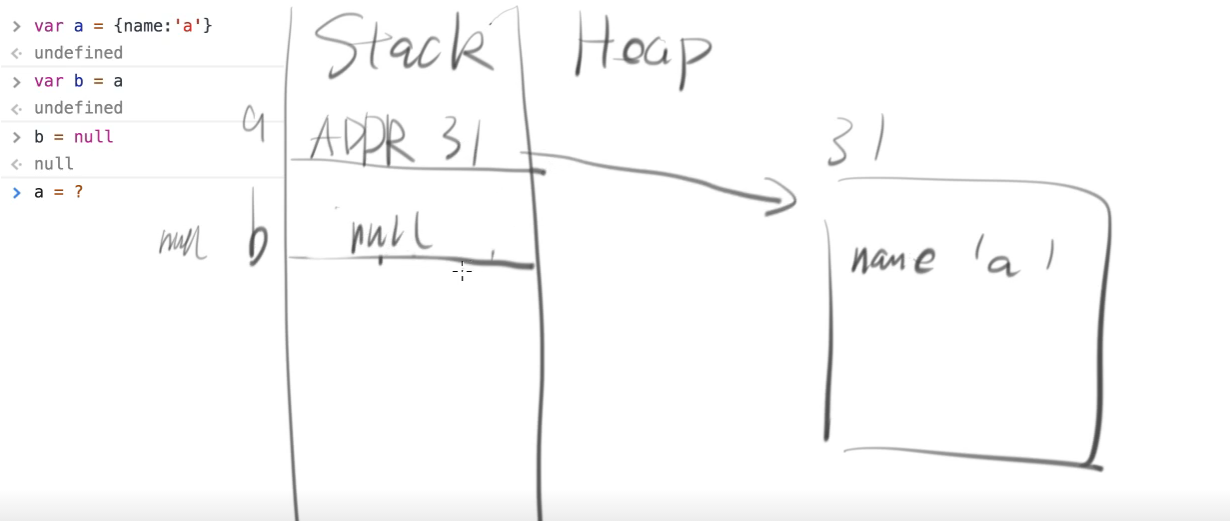 > var a = {name:'a'}
< undefined
> var b = a
< undefined
> b = null
< null
> a = ?
Stack
Heap
a
ADDR 31
31
null b
null
name 'a'